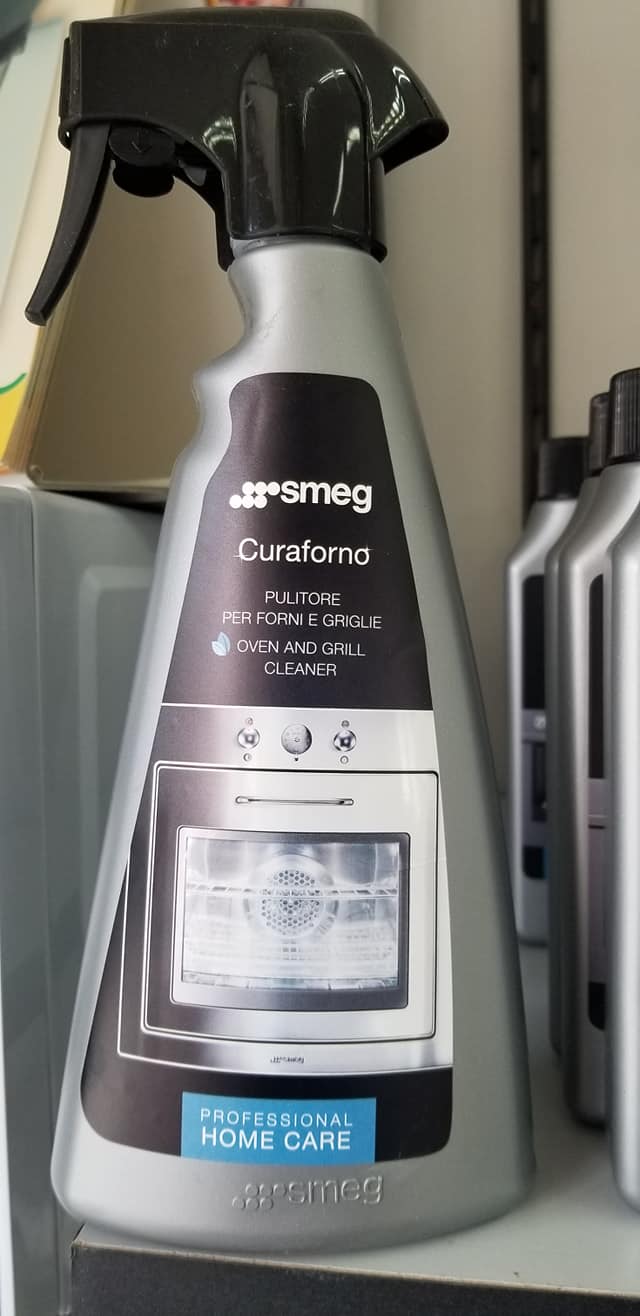 smeg
Curaforno
PULITORE
PER FORNI E GRIGLIE
OVEN AND GRILL
CLEANER
PROFESSIONAL
HOME CARE
smeg